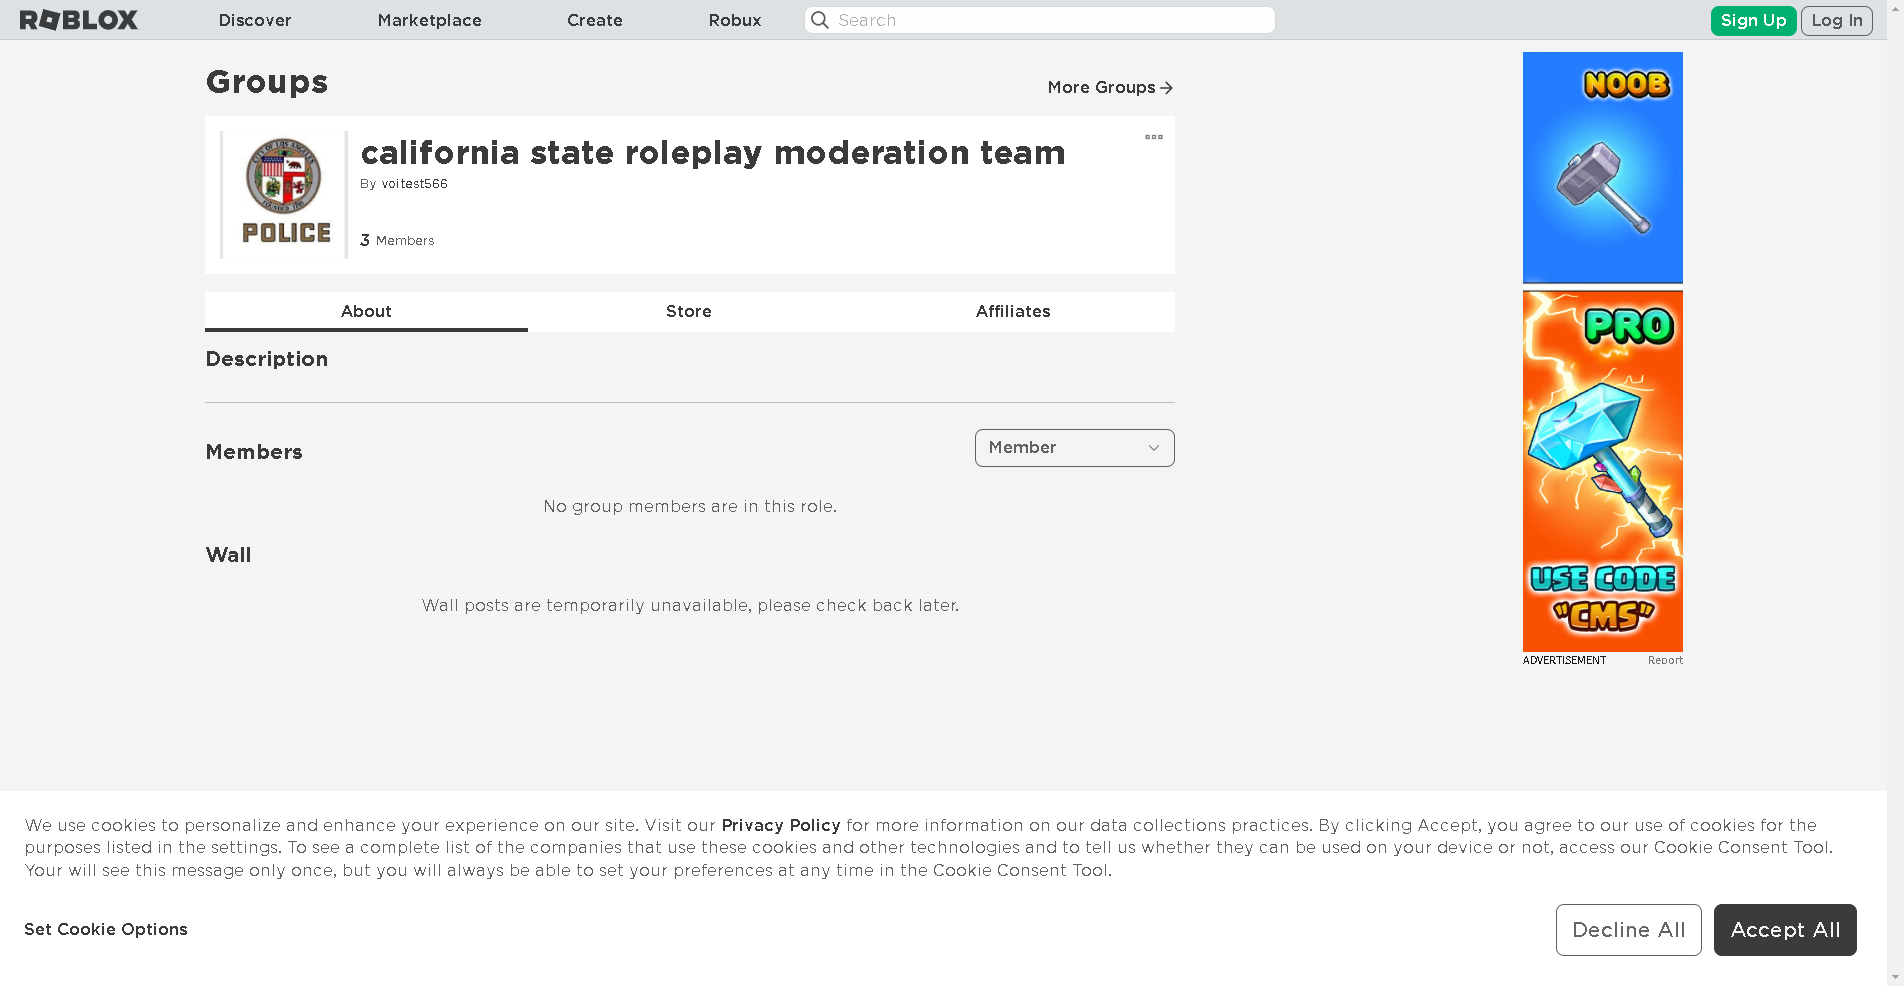 ROBLOX Discover Marketplace Create Robux Search Sign Up Log In
Groups
More Groups
california state roleplay moderation team
By voitest566
3 Members
CITY OF LOS ANGELES
FOUNDED 1781
POLICE
About Store Affiliates
Description
Members
Member
No group members are in this role.
Wall
Wall posts are temporarily unavailable, please check back later.
NOOB
PRO
USE CODE
"CMS"
ADVERTISEMENT Report
We use cookies to personalize and enhance your experience on our site. Visit our Privacy Policy for more information on our data collections practices. By clicking Accept, you agree to our use of cookies for the
purposes listed in the settings. To see a complete list of the companies that use these cookies and other technologies and to tell us whether they can be used on your device or not, access our Cookie Consent Tool.
Your will see this message only once, but you will always be able to set your preferences at any time in the Cookie Consent Tool.
Set Cookie Options
Decline All
Accept All